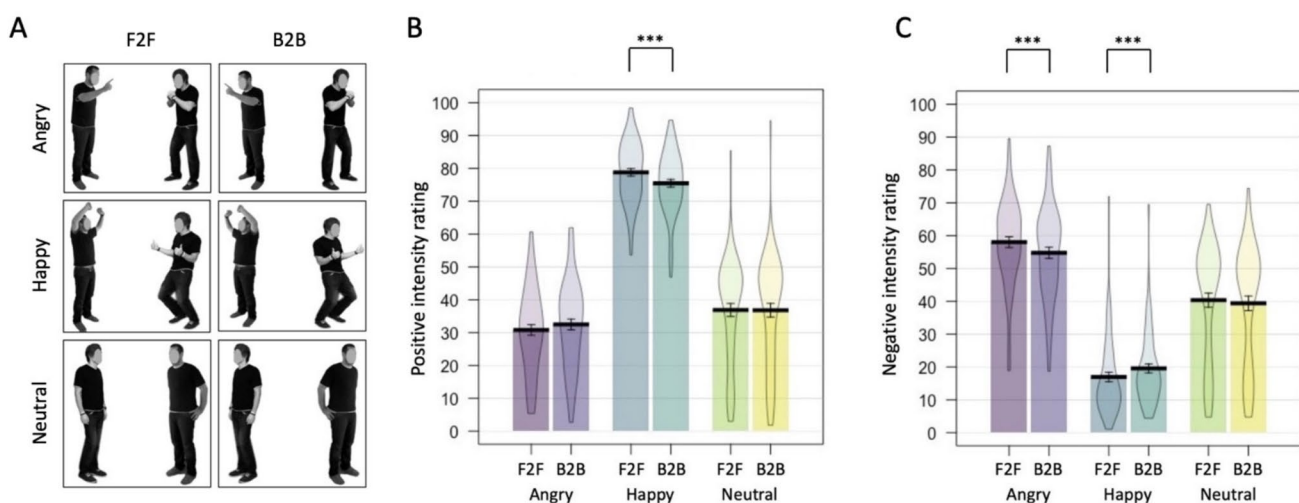 A
F2F B2B
Angry
Happy
Neutral
B
***
Positive intensity rating
100
90
80
70
60
50
40
30
20
10
0
F2F B2B F2F B2B F2F B2B
Angry Happy Neutral
C
*** ***
Negative intensity rating
100
90
80
70
60
50
40
30
20
10
0
F2F B2B F2F B2B F2F B2B
Angry Happy Neutral